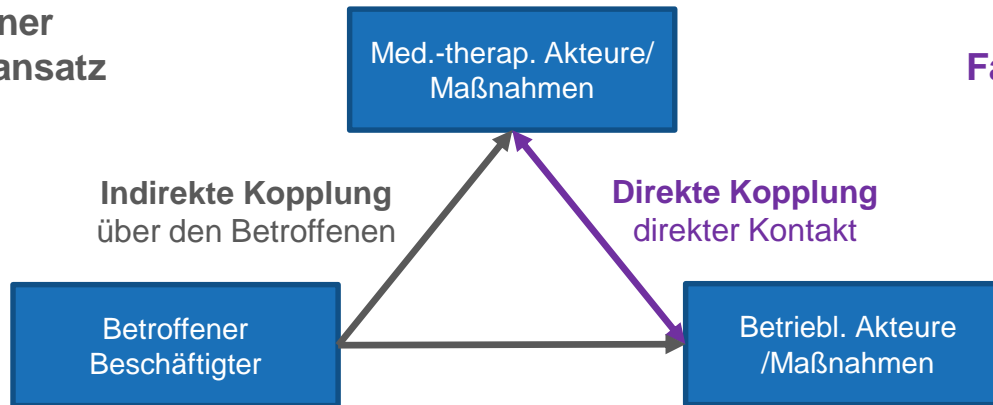 ner
ansatz
Fa
Med.-therap. Akteure/
Maßnahmen
Indirekte Kopplung
über den Betroffenen
Direkte Kopplung
direkter Kontakt
Betroffener
Beschäftigter
Betriebl. Akteure
/Maßnahmen